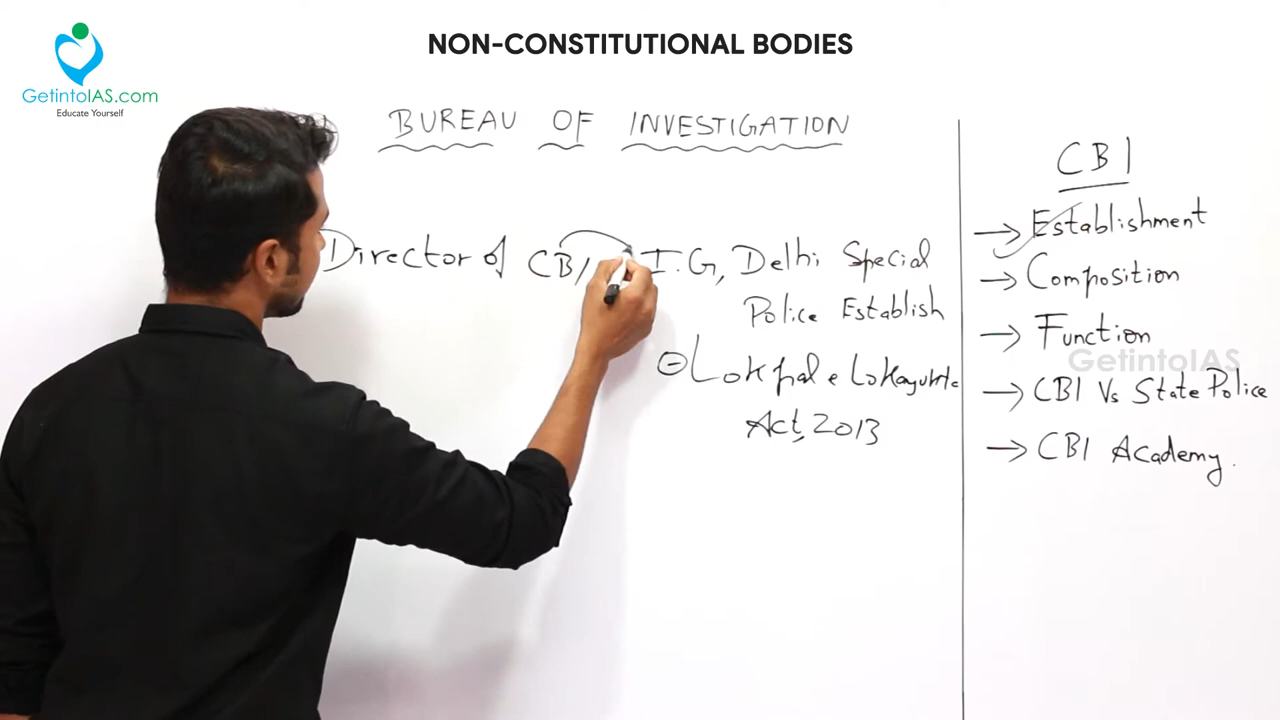 NON-CONSTITUTIONAL BODIES
GetintoIAS.com
Educate Yourself
BUREAU OF INVESTIGATION
Director of CBI I.G, Delhi Special
Police Establish
Lokpal & Lokayukta
Act, 2013
CBI
→ Establishment
→ Composition
→ Function
GetintoIAS
→ CBI Vs State Police
→ CBI Academy.